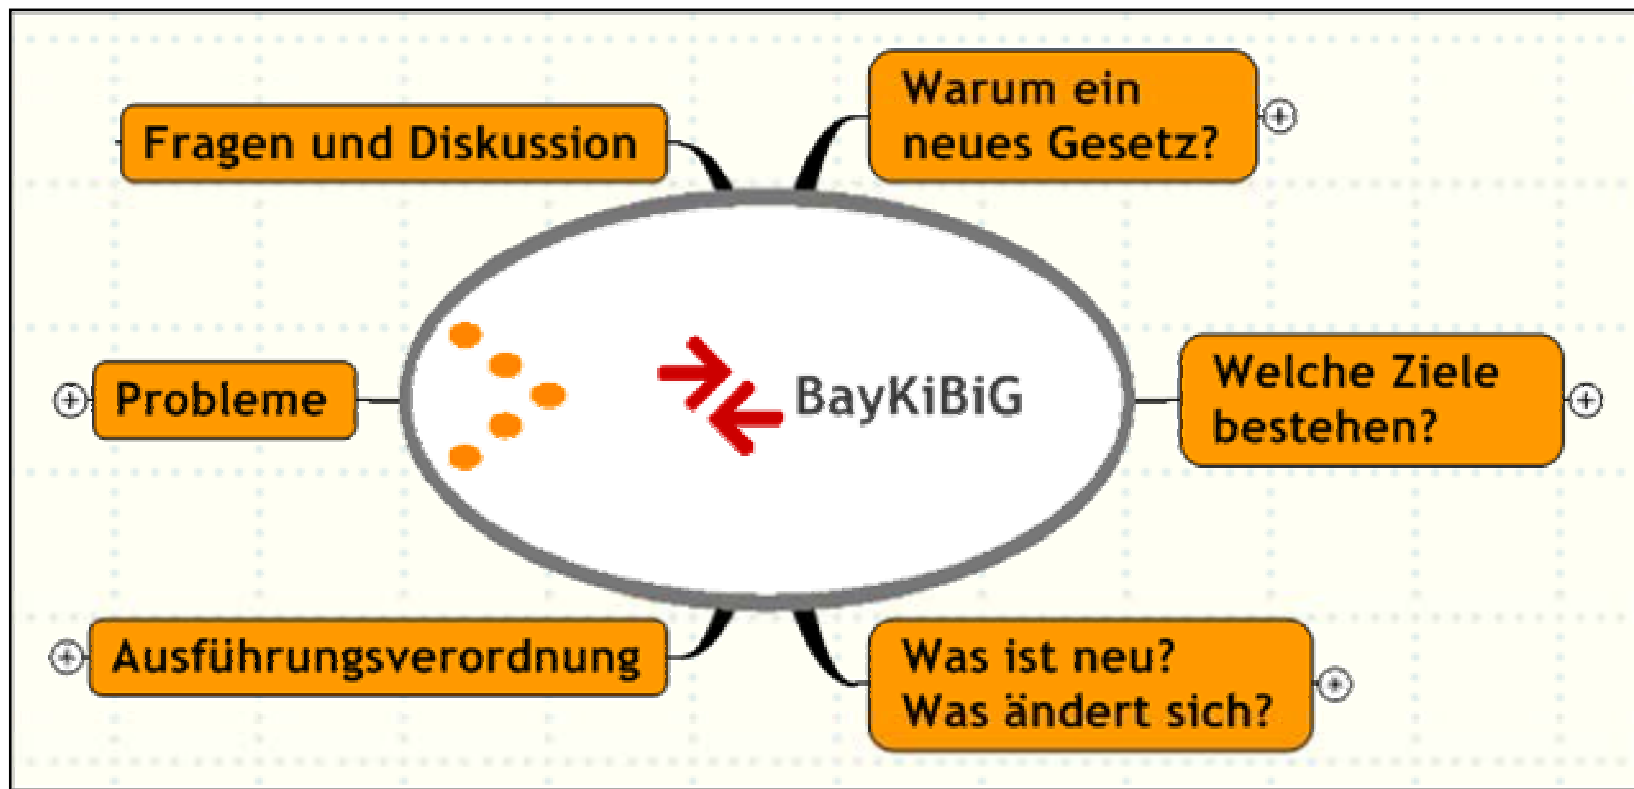 Warum ein
neues Gesetz?
Fragen und Diskussion
Welche Ziele
bestehen?
Probleme
BayKiBiG
Ausführungsverordnung
Was ist neu?
Was ändert sich?